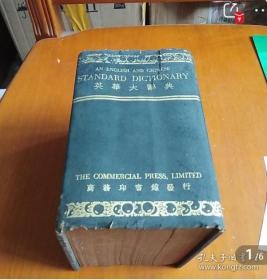 AN ENGLISH AND CHINESE
STANDARD DICTIONARY
英華大辭典
THE COMMERCIAL PRESS, LIMITED
商務印書館發行
1/6